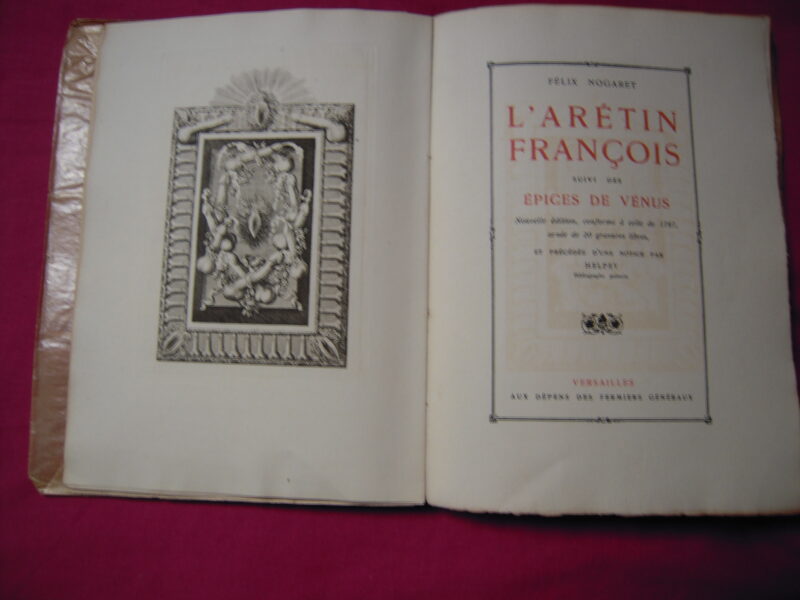 FÉLIX NOGARET
L'ARÉTIN
FRANÇOIS
SUIVI DES
ÉPICES DE VÉNUS
Nouvelle édition, conforme à celle de 1787,
ornée de 20 gravures libres,
ET PRÉCÉDÉE D'UNE NOTICE PAR
HELPEY
Bibliographe poitevin
VERSAILLES
AUX DÉPENS DES FERMIERS GÉNÉRAUX